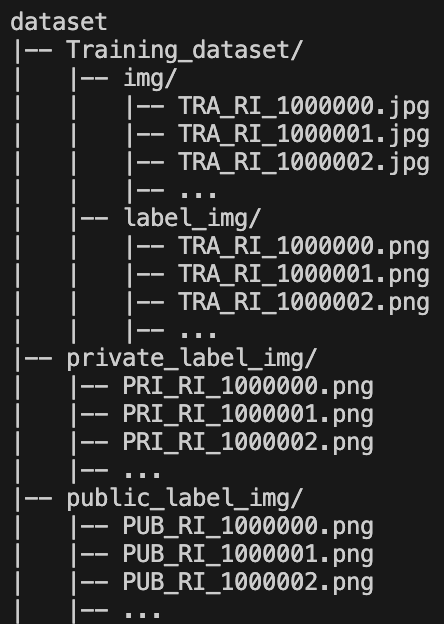 dataset
|-- Training_dataset/
|   |-- img/
|   |   |-- TRA_RI_1000000.jpg
|   |   |-- TRA_RI_1000001.jpg
|   |   |-- TRA_RI_1000002.jpg
|   |   |-- ...
|   |-- label_img/
|   |   |-- TRA_RI_1000000.png
|   |   |-- TRA_RI_1000001.png
|   |   |-- TRA_RI_1000002.png
|   |   |-- ...
|-- private_label_img/
|   |-- PRI_RI_1000000.png
|   |-- PRI_RI_1000001.png
|   |-- PRI_RI_1000002.png
|   |-- ...
|-- public_label_img/
|   |-- PUB_RI_1000000.png
|   |-- PUB_RI_1000001.png
|   |-- PUB_RI_1000002.png
|   |-- ...